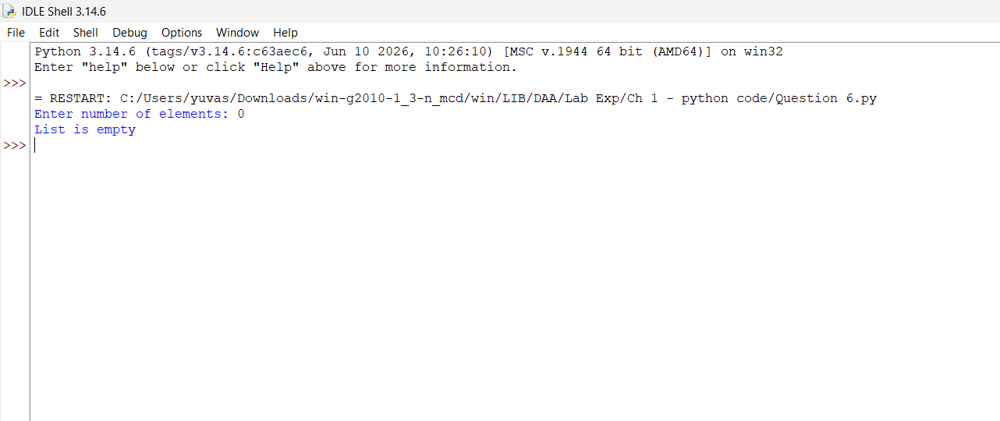 IDLE Shell 3.14.6
File Edit Shell Debug Options Window Help
Python 3.14.6 (tags/v3.14.6:c63aec6, Jun 10 2026, 10:26:10) [MSC v.1944 64 bit (AMD64)] on win32
Enter "help" below or click "Help" above for more information.
>>>
= RESTART: C:/Users/yuvas/Downloads/win-g2010-1_3-n_mcd/win/LIB/DAA/Lab Exp/Ch 1 - python code/Question 6.py
Enter number of elements: 0
List is empty
>>>